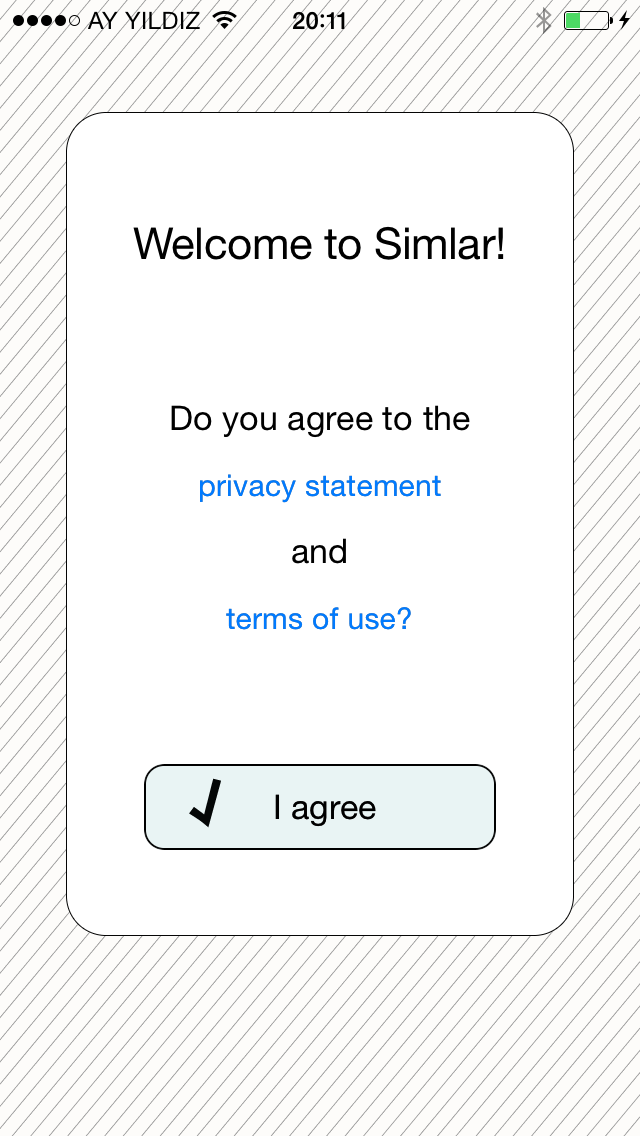 AY YILDIZ 20:11
Welcome to Simlar!
Do you agree to the
privacy statement
and
terms of use?
I agree